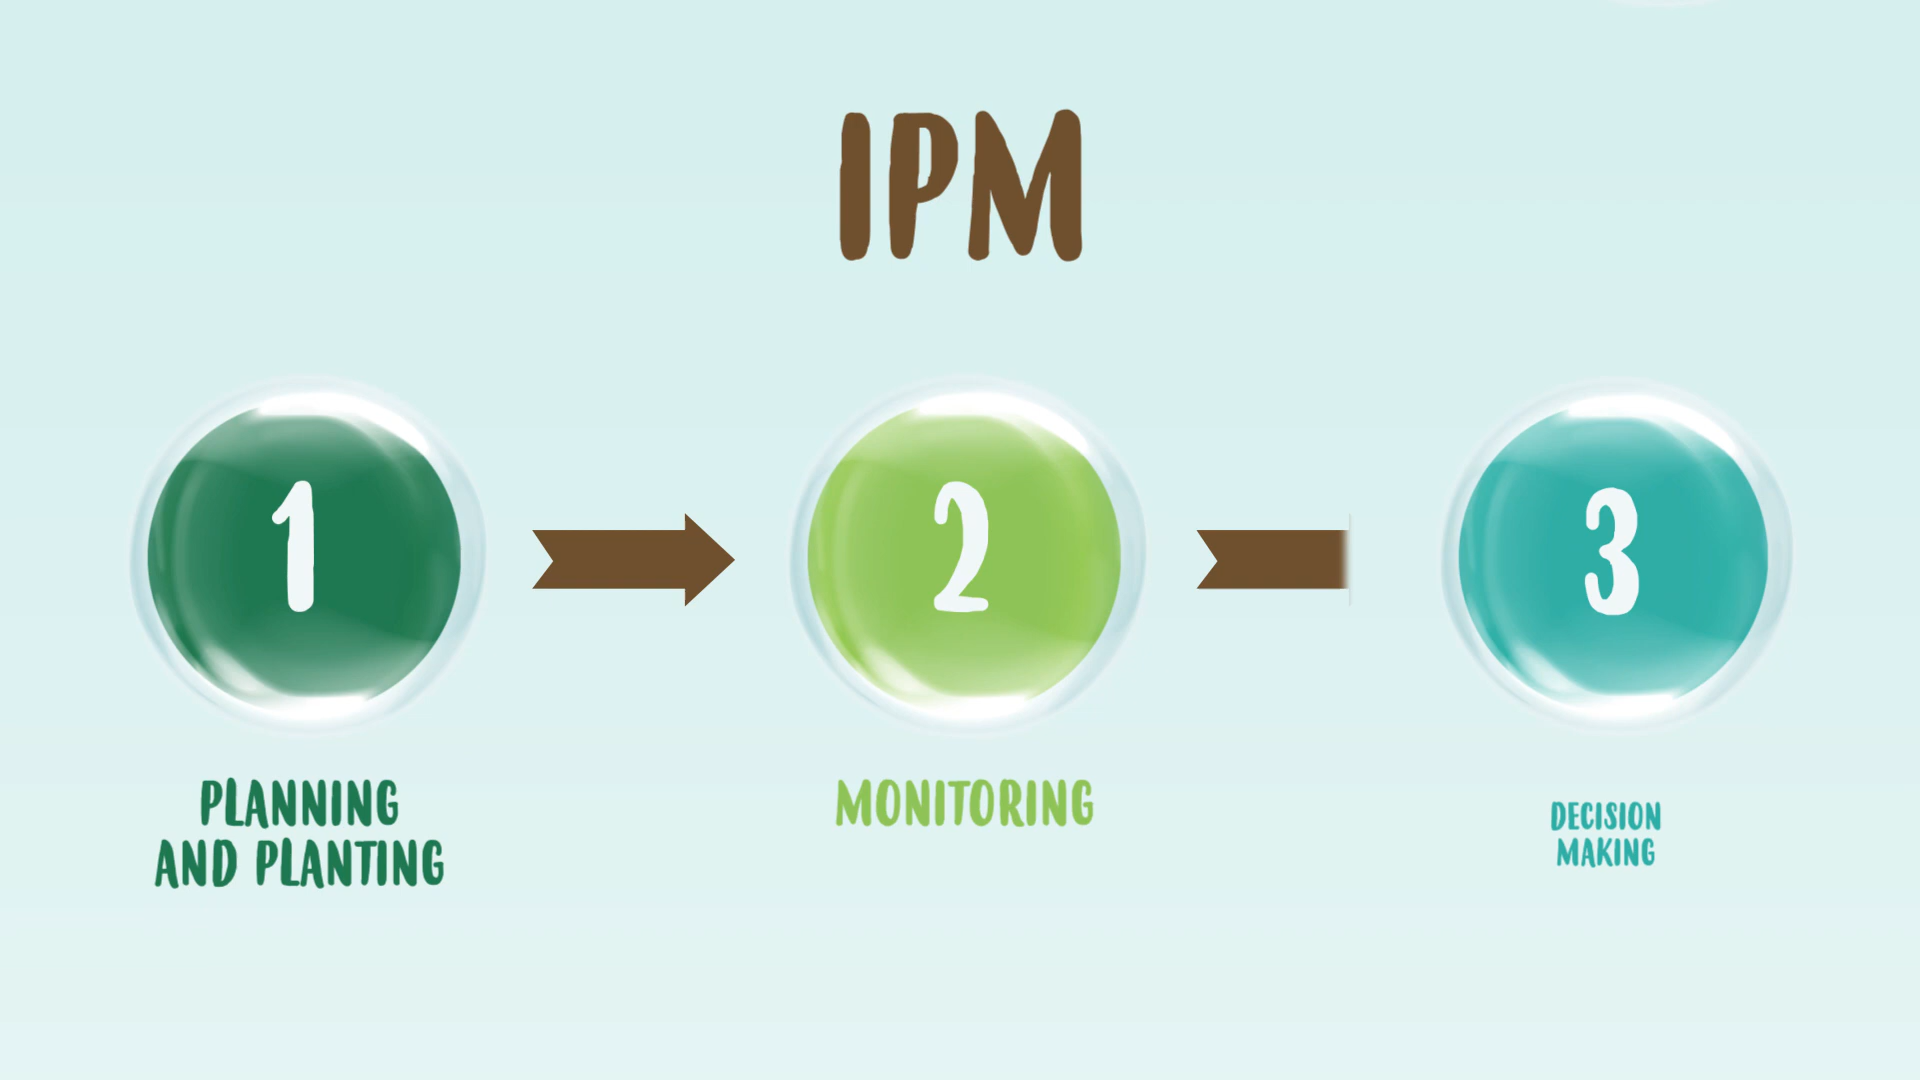 IPM
1
2
3
PLANNING
AND PLANTING
MONITORING
DECISION
MAKING